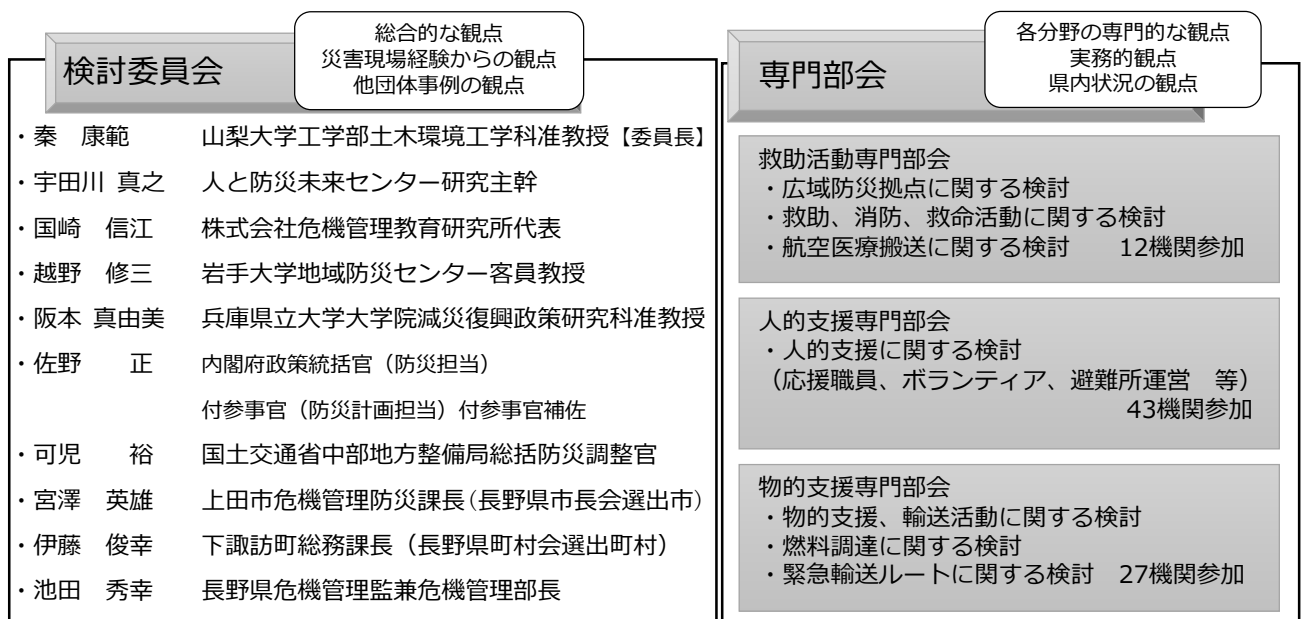 検討委員会
総合的な観点
災害現場経験からの観点
他団体事例の観点
・秦　康範　山梨大学工学部土木環境工学科准教授【委員長】
・宇田川 真之　人と防災未来センター研究主幹
・国崎　信江　株式会社危機管理教育研究所代表
・越野　修三　岩手大学地域防災センター客員教授
・阪本 真由美　兵庫県立大学大学院減災復興政策研究科准教授
・佐野　正　内閣府政策統括官（防災担当）
付参事官（防災計画担当）付参事官補佐
・可児　裕　国土交通省中部地方整備局総括防災調整官
・宮澤　英雄　上田市危機管理防災課長（長野県市長会選出市）
・伊藤　俊幸　下諏訪町総務課長（長野県町村会選出町村）
・池田　秀幸　長野県危機管理監兼危機管理部長
専門部会
各分野の専門的な観点
実務的観点
県内状況の観点
救助活動専門部会
・広域防災拠点に関する検討
・救助、消防、救命活動に関する検討
・航空医療搬送に関する検討　12機関参加
人的支援専門部会
・人的支援に関する検討
（応援職員、ボランティア、避難所運営　等）
43機関参加
物的支援専門部会
・物的支援、輸送活動に関する検討
・燃料調達に関する検討
・緊急輸送ルートに関する検討　27機関参加